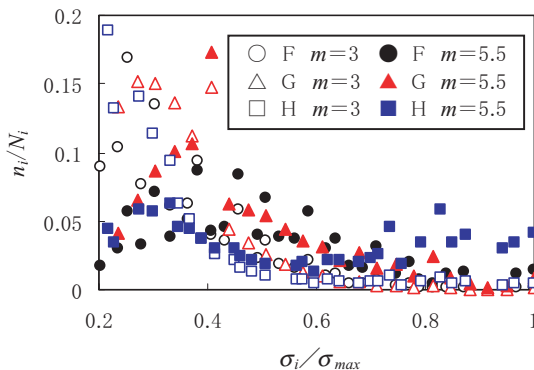 0.2
0.15
0.1
0.05
0
n_i/N_i
○ F m=3 ● F m=5.5
△ G m=3 ▲ G m=5.5
□ H m=3 ■ H m=5.5
0.2 0.4 0.6 0.8 1
σ_i/σ_max